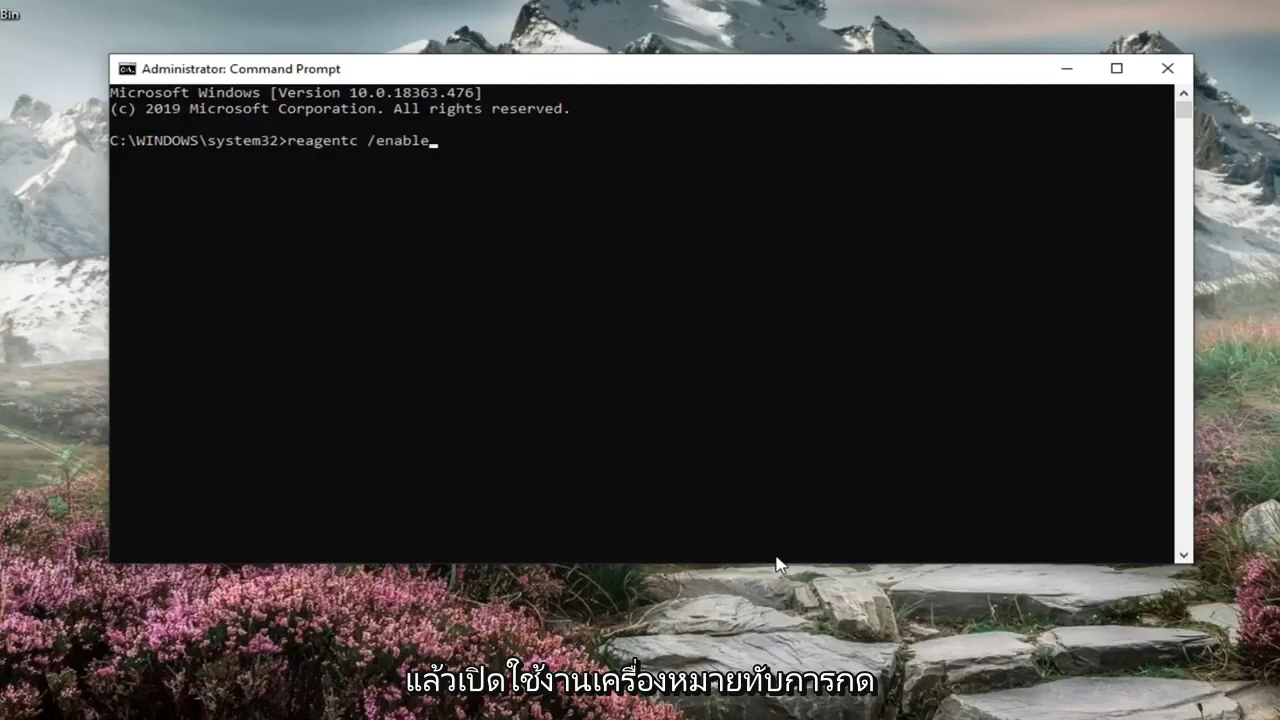 Bin
Administrator: Command Prompt
Microsoft Windows [Version 10.0.18363.476]
(c) 2019 Microsoft Corporation. All rights reserved.
C:\WINDOWS\system32>reagentc /enable
แล้วเปิดใช้งานเครื่องหมายทับการกด